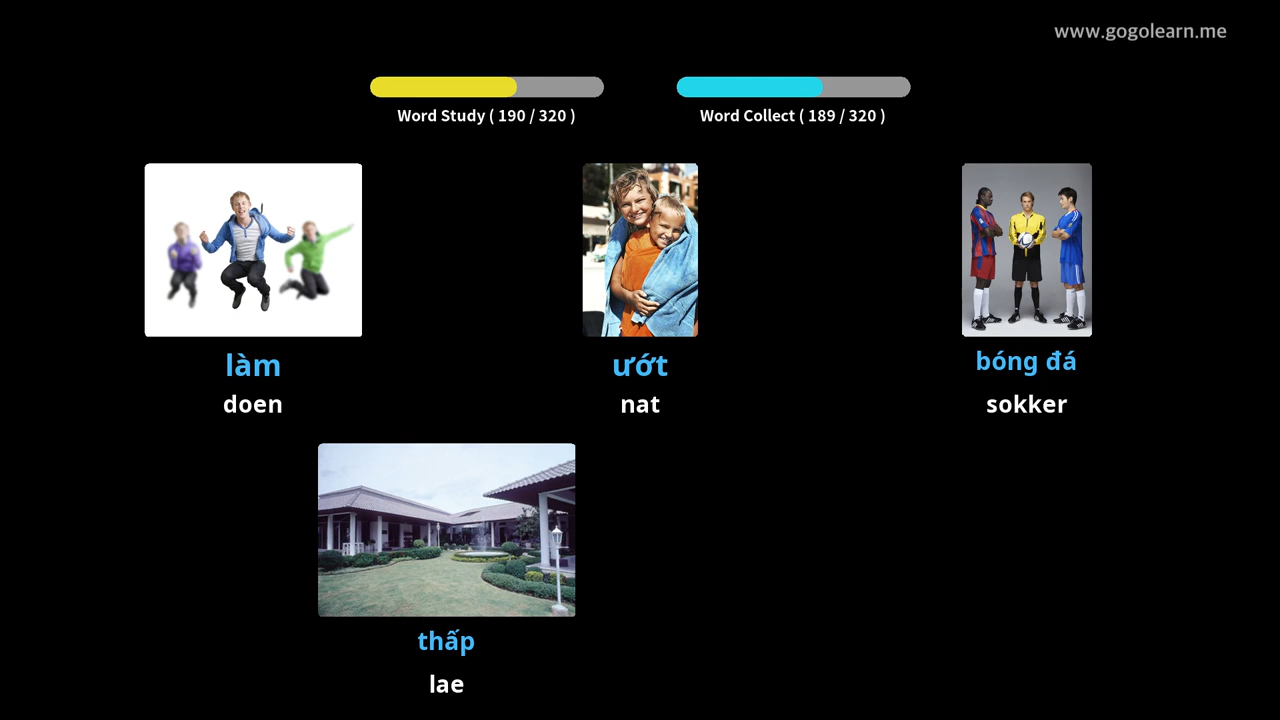 www.gogolearn.me
Word Study ( 190 / 320 )
Word Collect ( 189 / 320 )
làm
ướt
bóng đá
doen
nat
sokker
thấp
lae